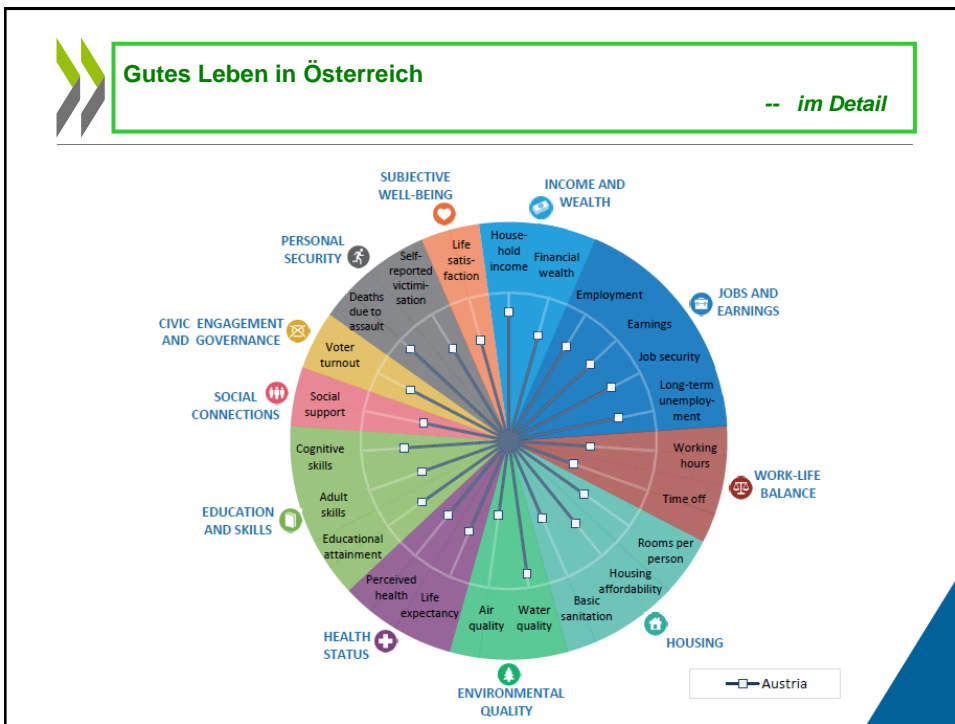 Gutes Leben in Österreich
-- im Detail
SUBJECTIVE
WELL-BEING
INCOME AND
WEALTH
PERSONAL
SECURITY
JOBS AND
EARNINGS
CIVIC ENGAGEMENT
AND GOVERNANCE
SOCIAL
CONNECTIONS
WORK-LIFE
BALANCE
EDUCATION
AND SKILLS
HOUSING
HEALTH
STATUS
ENVIRONMENTAL
QUALITY
House-
hold
income
Financial
wealth
Employment
Earnings
Job security
Long-term
unemploy-
ment
Working
hours
Time off
Rooms per
person
Housing
affordability
Basic
sanitation
Water
quality
Air
quality
Life
expectancy
Perceived
health
Educational
attainment
Adult
skills
Cognitive
skills
Social
support
Voter
turnout
Deaths
due to
assault
Self-
reported
victimi-
sation
Life
satis-
faction
Austria